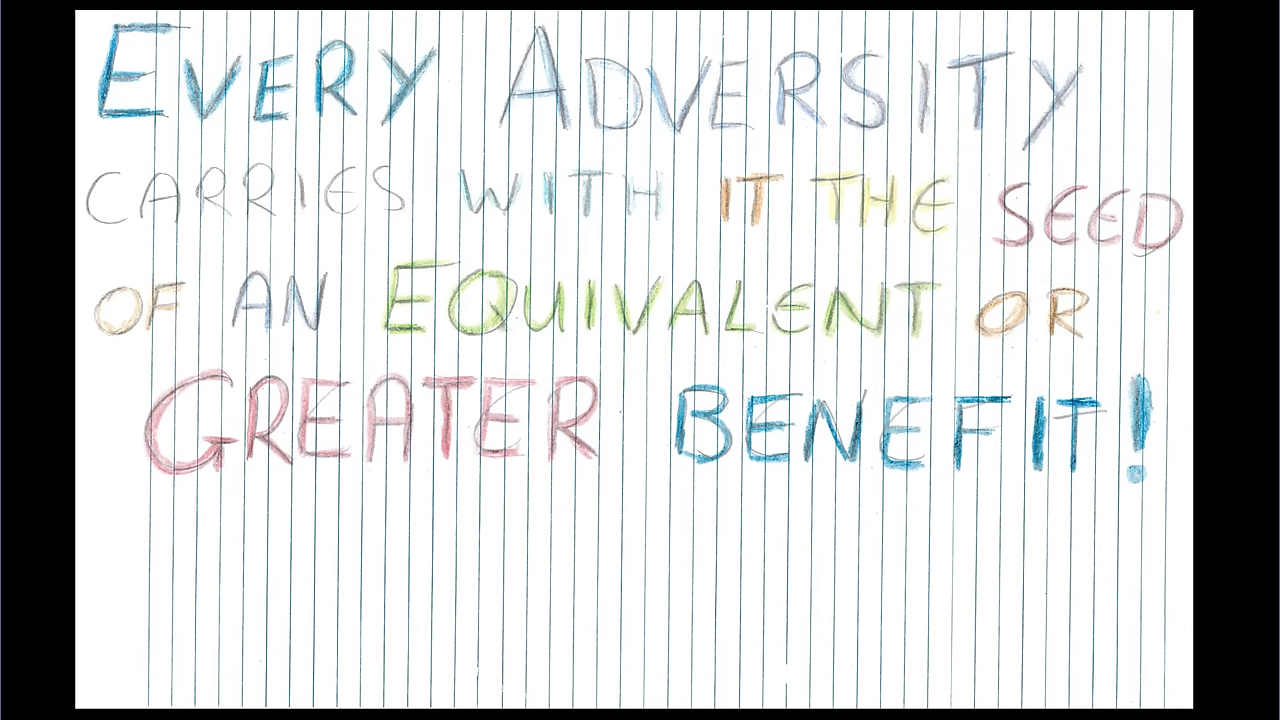 EVERY ADVERSITY
CARRIES WITH IT THE SEED
OF AN EQUIVALENT OR
GREATER BENEFIT!